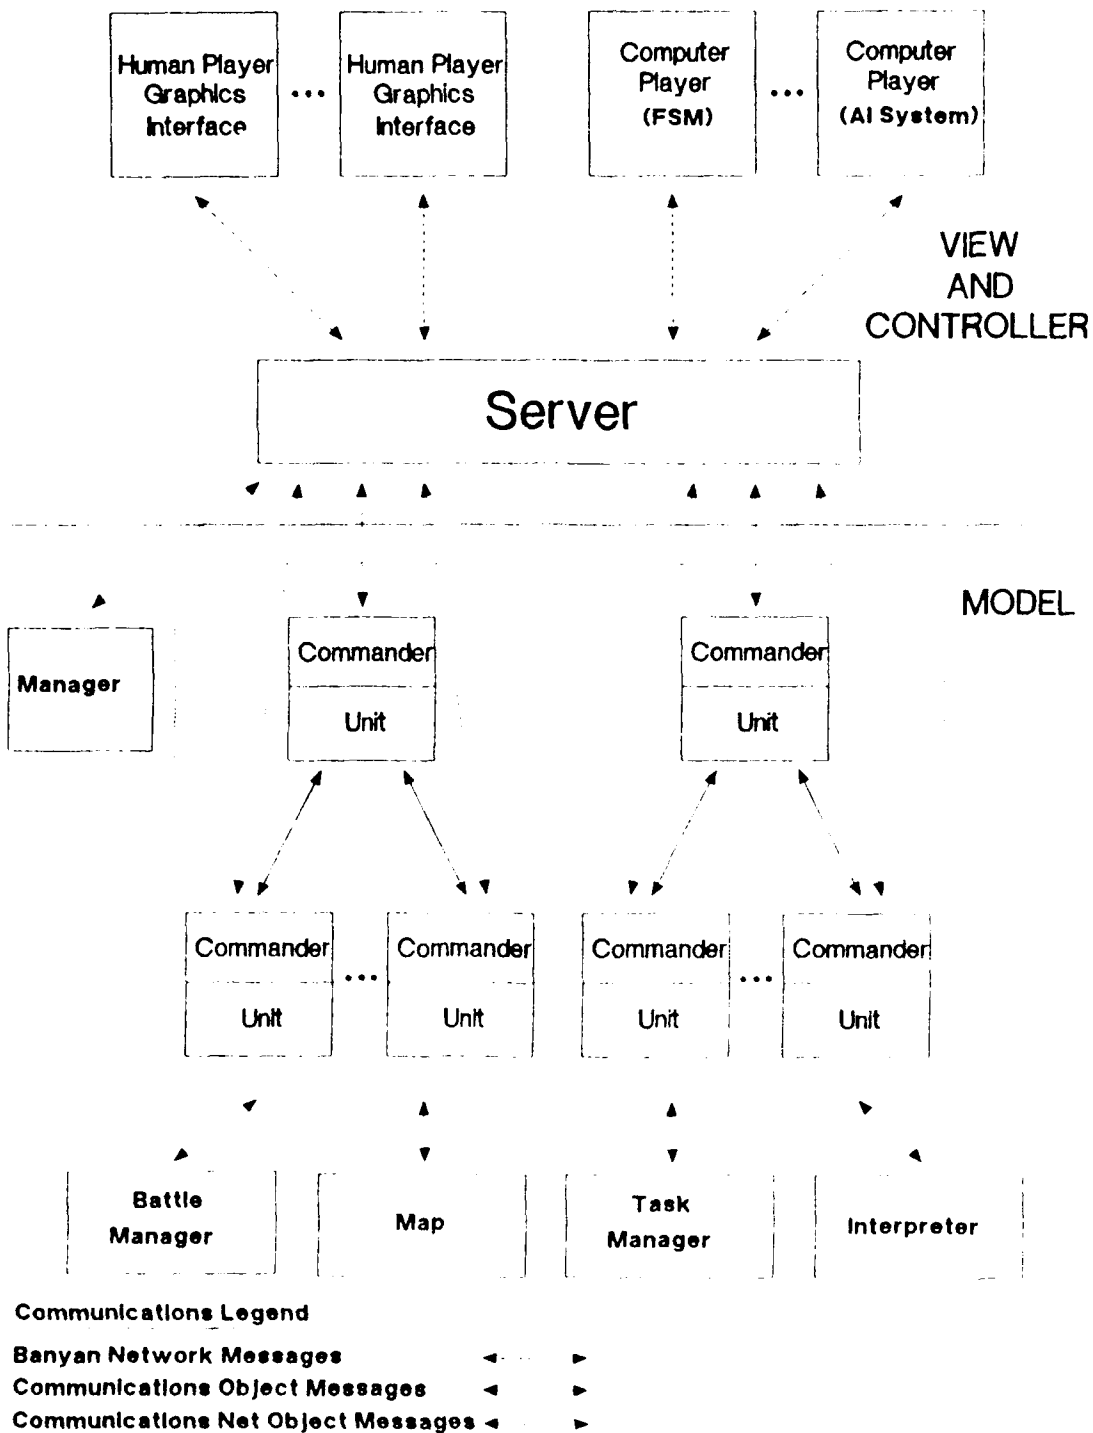 Human Player
Graphics
Interface
Human Player
Graphics
Interface
Computer
Player
(FSM)
Computer
Player
(AI System)
VIEW
AND
CONTROLLER
Server
MODEL
Manager
Commander
Unit
Commander
Unit
Commander
Unit
Commander
Unit
Commander
Unit
Commander
Unit
Battle
Manager
Map
Task
Manager
Interpreter
Communications Legend
Banyan Network Messages
Communications Object Messages
Communications Net Object Messages